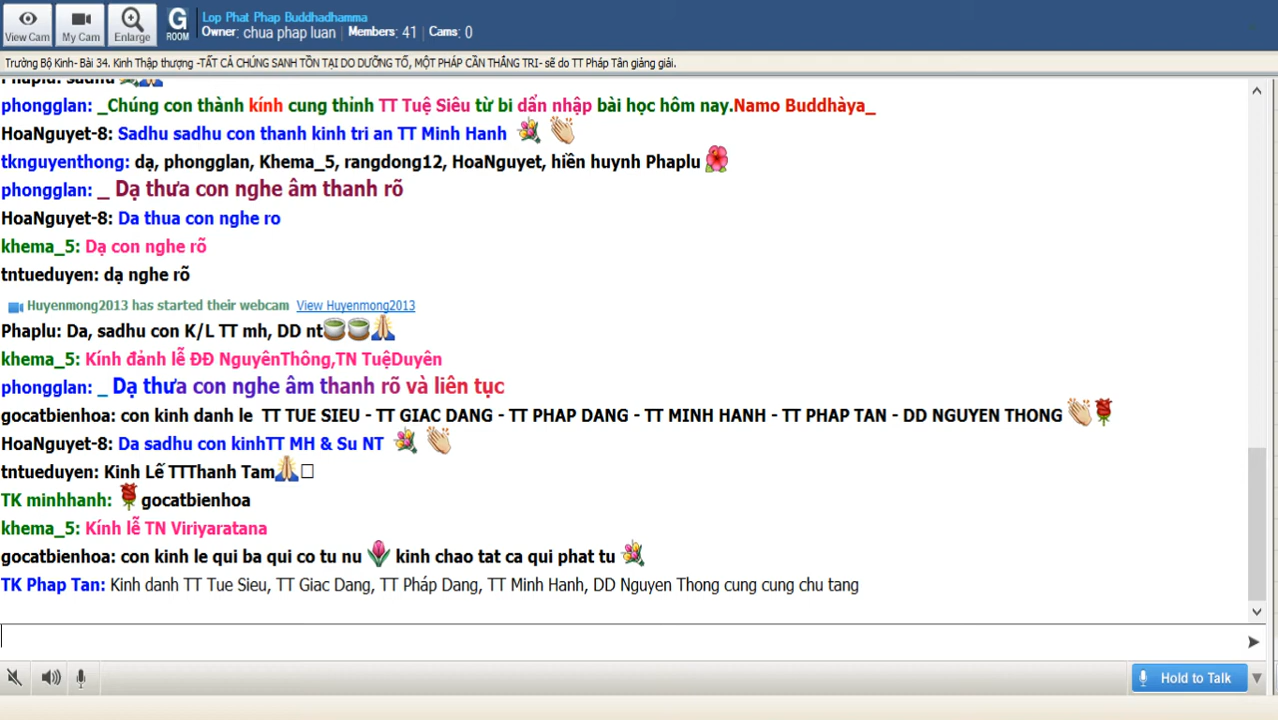 View Cam
My Cam
Enlarge
G
ROOM
Lop Phat Phap Buddhadhamma
Owner: chua phap luan | Members: 41 | Cams: 0
Trường Bộ Kinh- Bài 34. Kinh Thập thượng -TẤT CẢ CHÚNG SANH TỒN TẠI DO DƯỠNG TỐ, MỘT PHÁP CẦN THẮNG TRI- sẽ do TT Pháp Tân giảng giải.
Phaplu: sadhu
phongglan: _Chúng con thành kính cung thỉnh TT Tuệ Siêu từ bi dẩn nhập bài học hôm nay.Namo Buddhàya_
HoaNguyet-8: Sadhu sadhu con thanh kinh tri an TT Minh Hanh
tknguyenthong: dạ, phongglan, Khema_5, rangdong12, HoaNguyet, hiền huynh Phaplu
phongglan: _ Dạ thưa con nghe âm thanh rõ
HoaNguyet-8: Da thua con nghe ro
khema_5: Dạ con nghe rõ
tntueduyen: dạ nghe rõ
Huyenmong2013 has started their webcam View Huyenmong2013
Phaplu: Da, sadhu con K/L TT mh, DD nt
khema_5: Kính đảnh lễ ĐĐ NguyênThông,TN TuệDuyên
phongglan: _ Dạ thưa con nghe âm thanh rõ và liên tục
gocatbienhoa: con kinh danh le TT TUE SIEU - TT GIAC DANG - TT PHAP DANG - TT MINH HANH - TT PHAP TAN - DD NGUYEN THONG
HoaNguyet-8: Da sadhu con kinhTT MH & Su NT
tntueduyen: Kinh Lế TTThanh Tam
TK minhhanh: gocatbienhoa
khema_5: Kính lễ TN Viriyaratana
gocatbienhoa: con kinh le qui ba qui co tu nu kinh chao tat ca qui phat tu
TK Phap Tan: Kinh danh TT Tue Sieu, TT Giac Dang, TT Pháp Dang, TT Minh Hanh, DD Nguyen Thong cung cung chu tang
Hold to Talk